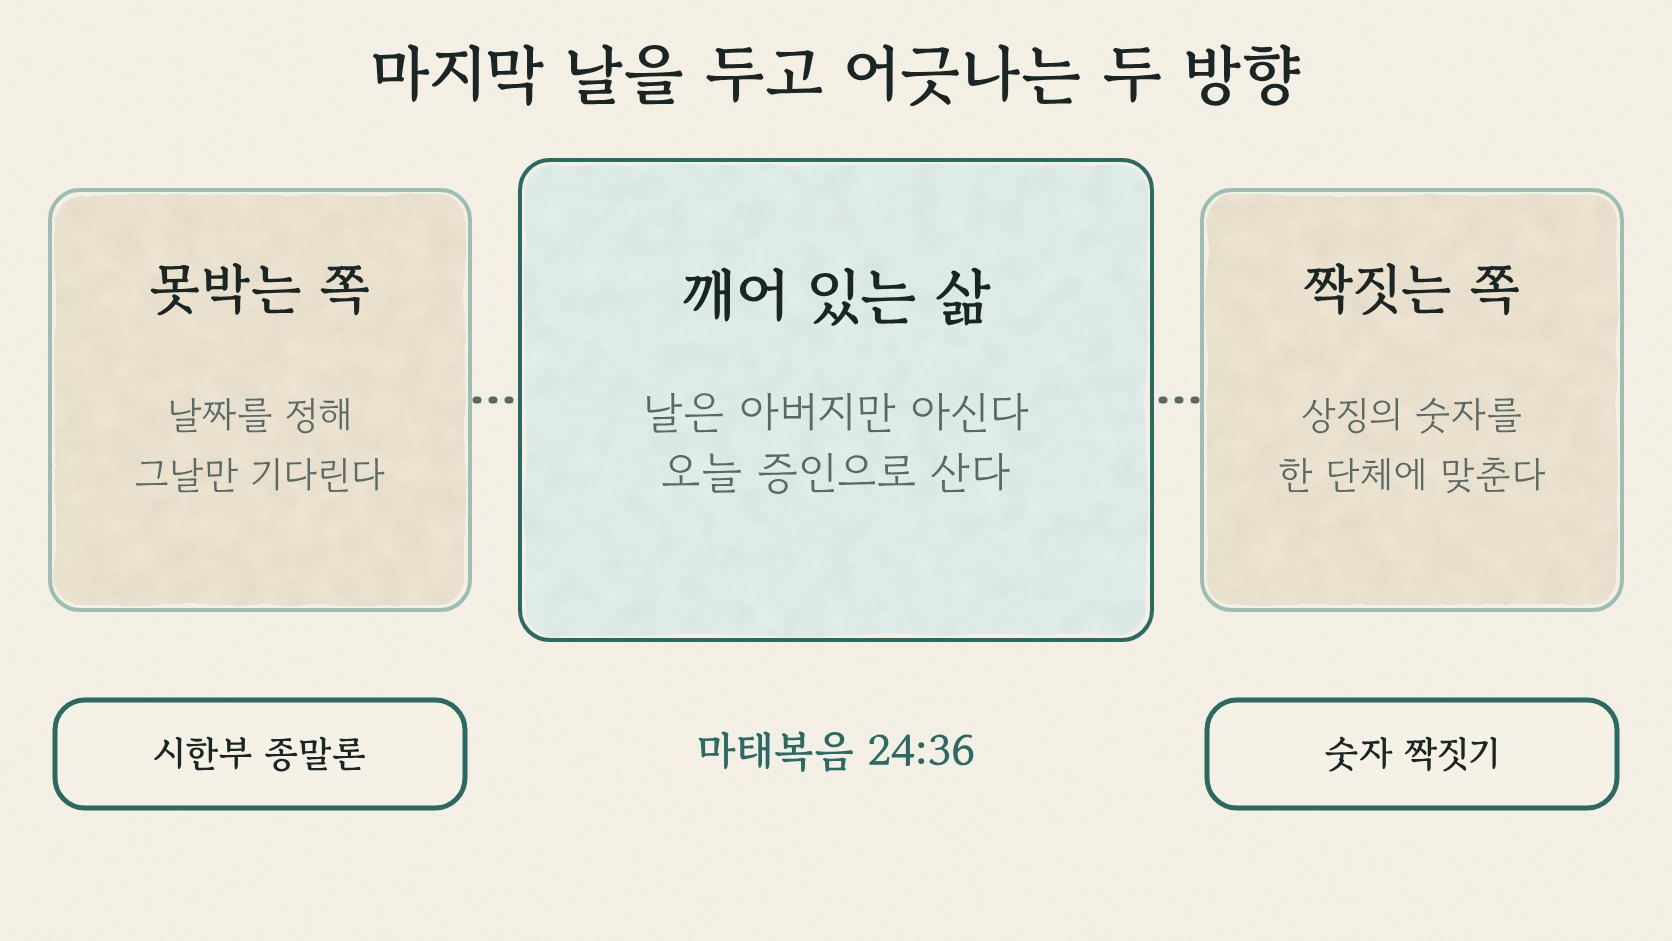 마지막 날을 두고 어긋나는 두 방향
못박는 쪽
날짜를 정해
그날만 기다린다
시한부 종말론
깨어 있는 삶
날은 아버지만 아신다
오늘 증인으로 산다
마태복음 24:36
짝짓는 쪽
상징의 숫자를
한 단체에 맞춘다
숫자 짝짓기